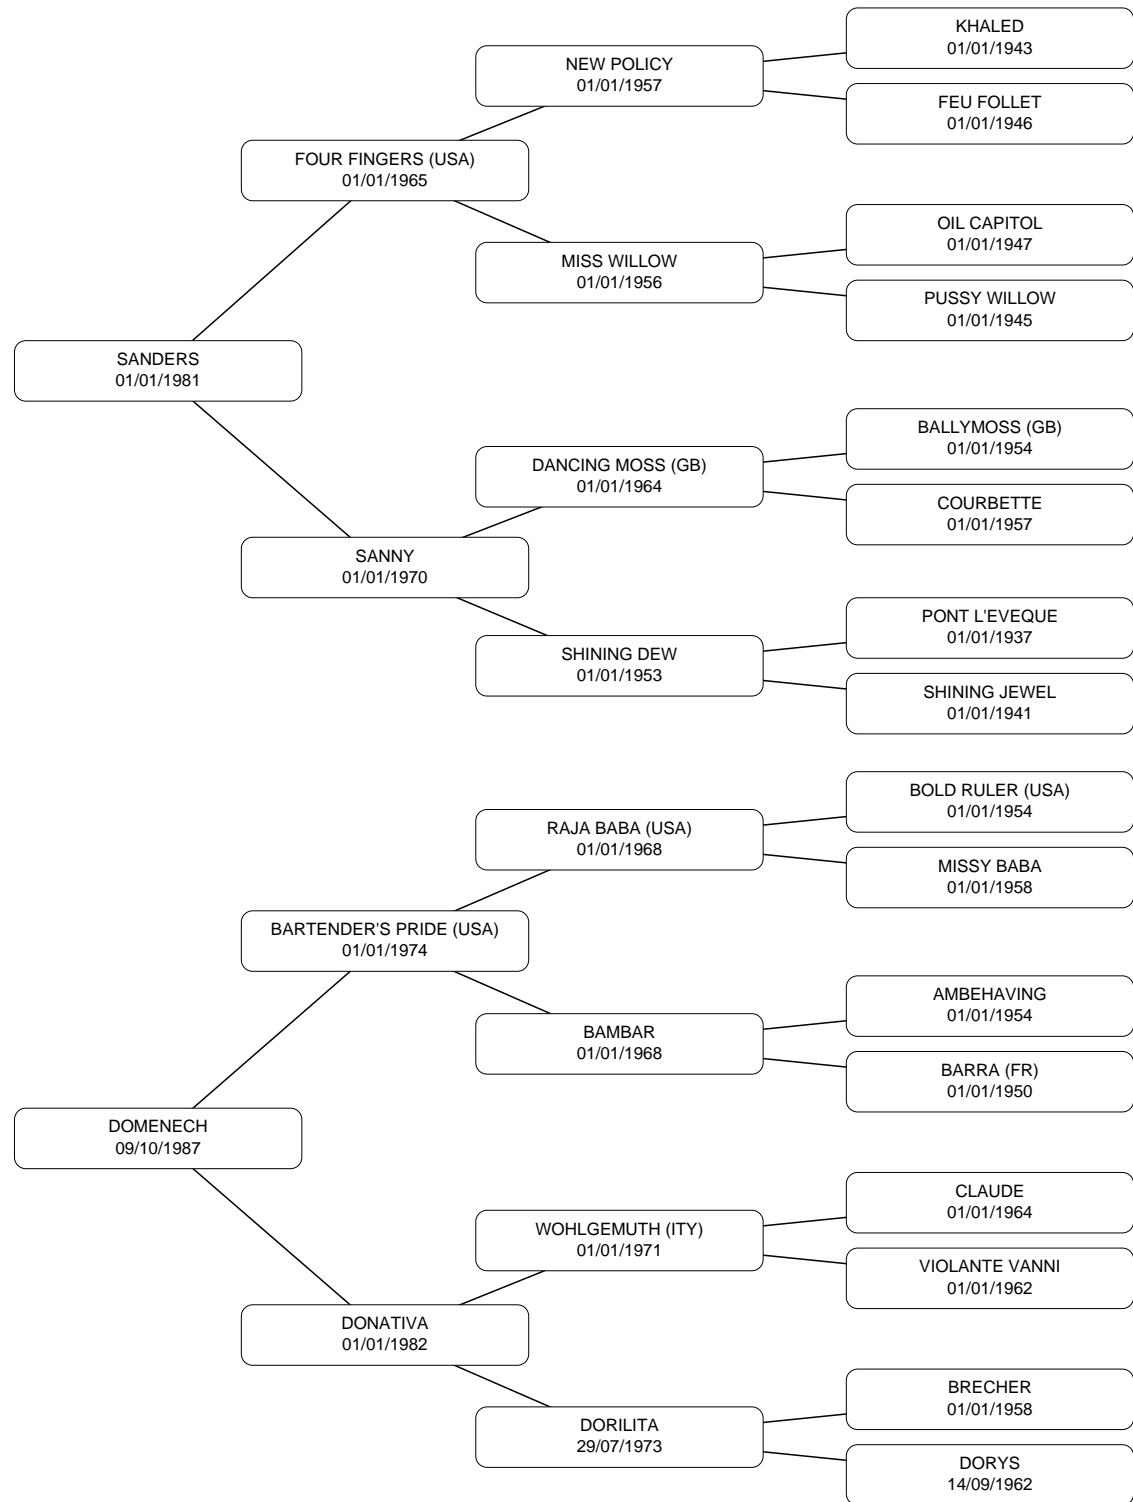 KHALED
01/01/1943
NEW POLICY
01/01/1957
FEU FOLLET
01/01/1946
FOUR FINGERS (USA)
01/01/1965
OIL CAPITOL
01/01/1947
MISS WILLOW
01/01/1956
PUSSY WILLOW
01/01/1945
SANDERS
01/01/1981
BALLYMOSS (GB)
01/01/1954
DANCING MOSS (GB)
01/01/1964
COURBETTE
01/01/1957
SANNY
01/01/1970
PONT L'EVEQUE
01/01/1937
SHINING DEW
01/01/1953
SHINING JEWEL
01/01/1941
BOLD RULER (USA)
01/01/1954
RAJA BABA (USA)
01/01/1968
MISSY BABA
01/01/1958
BARTENDER'S PRIDE (USA)
01/01/1974
AMBEHAVING
01/01/1954
BAMBAR
01/01/1968
BARRA (FR)
01/01/1950
DOMENECH
09/10/1987
CLAUDE
01/01/1964
WOHLGEMUTH (ITY)
01/01/1971
VIOLANTE VANNI
01/01/1962
DONATIVA
01/01/1982
BRECHER
01/01/1958
DORILITA
29/07/1973
DORYS
14/09/1962